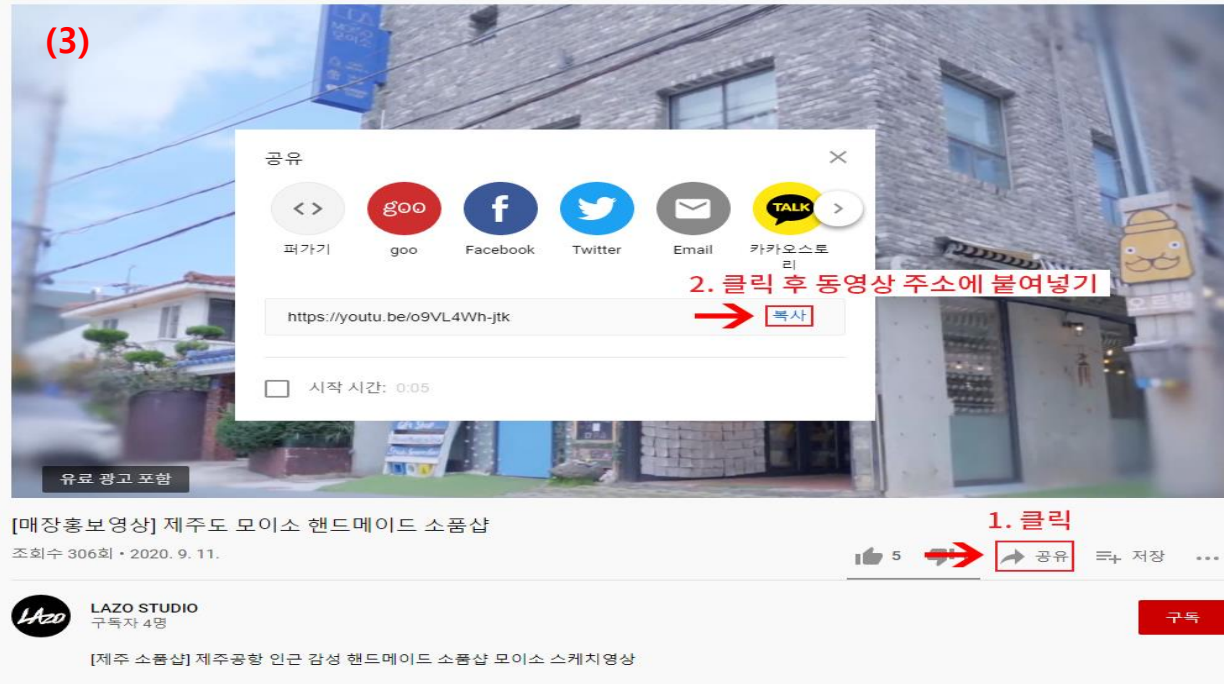 (3)
공유
goo
TALK
퍼가기
goo
Facebook
Twitter
Email
카카오스토
리
2. 클릭 후 동영상 주소에 붙여넣기
https://youtu.be/o9VL4Wh-jtk
복사
시작 시간: 0:05
유료 광고 포함
[매장홍보영상] 제주도 모이소 핸드메이드 소품샵
1. 클릭
조회수 306회 • 2020. 9. 11.
5
공유
저장
LAzo
LAZO STUDIO
구독자 4명
구독
[제주 소품샵] 제주공항 인근 감성 핸드메이드 소품샵 모이소 스케치영상